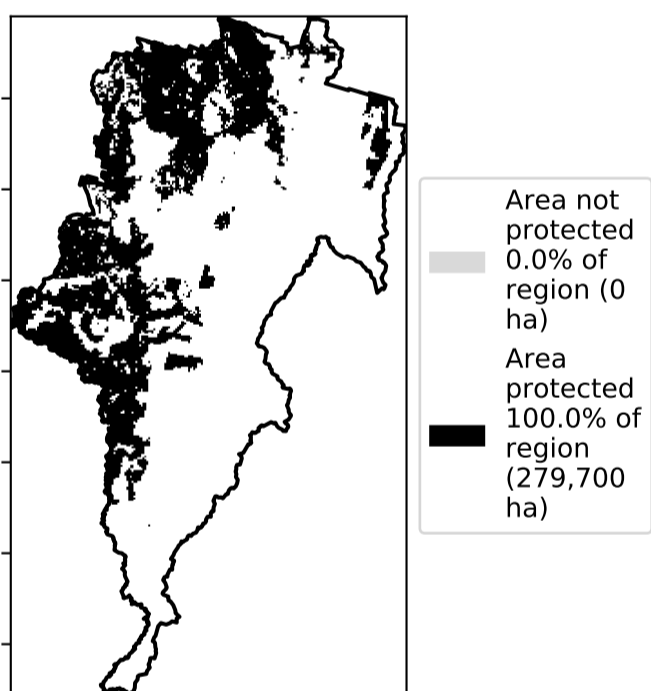 Area not
protected
0.0% of
region (0
ha)
Area
protected
100.0% of
region
(279,700
ha)